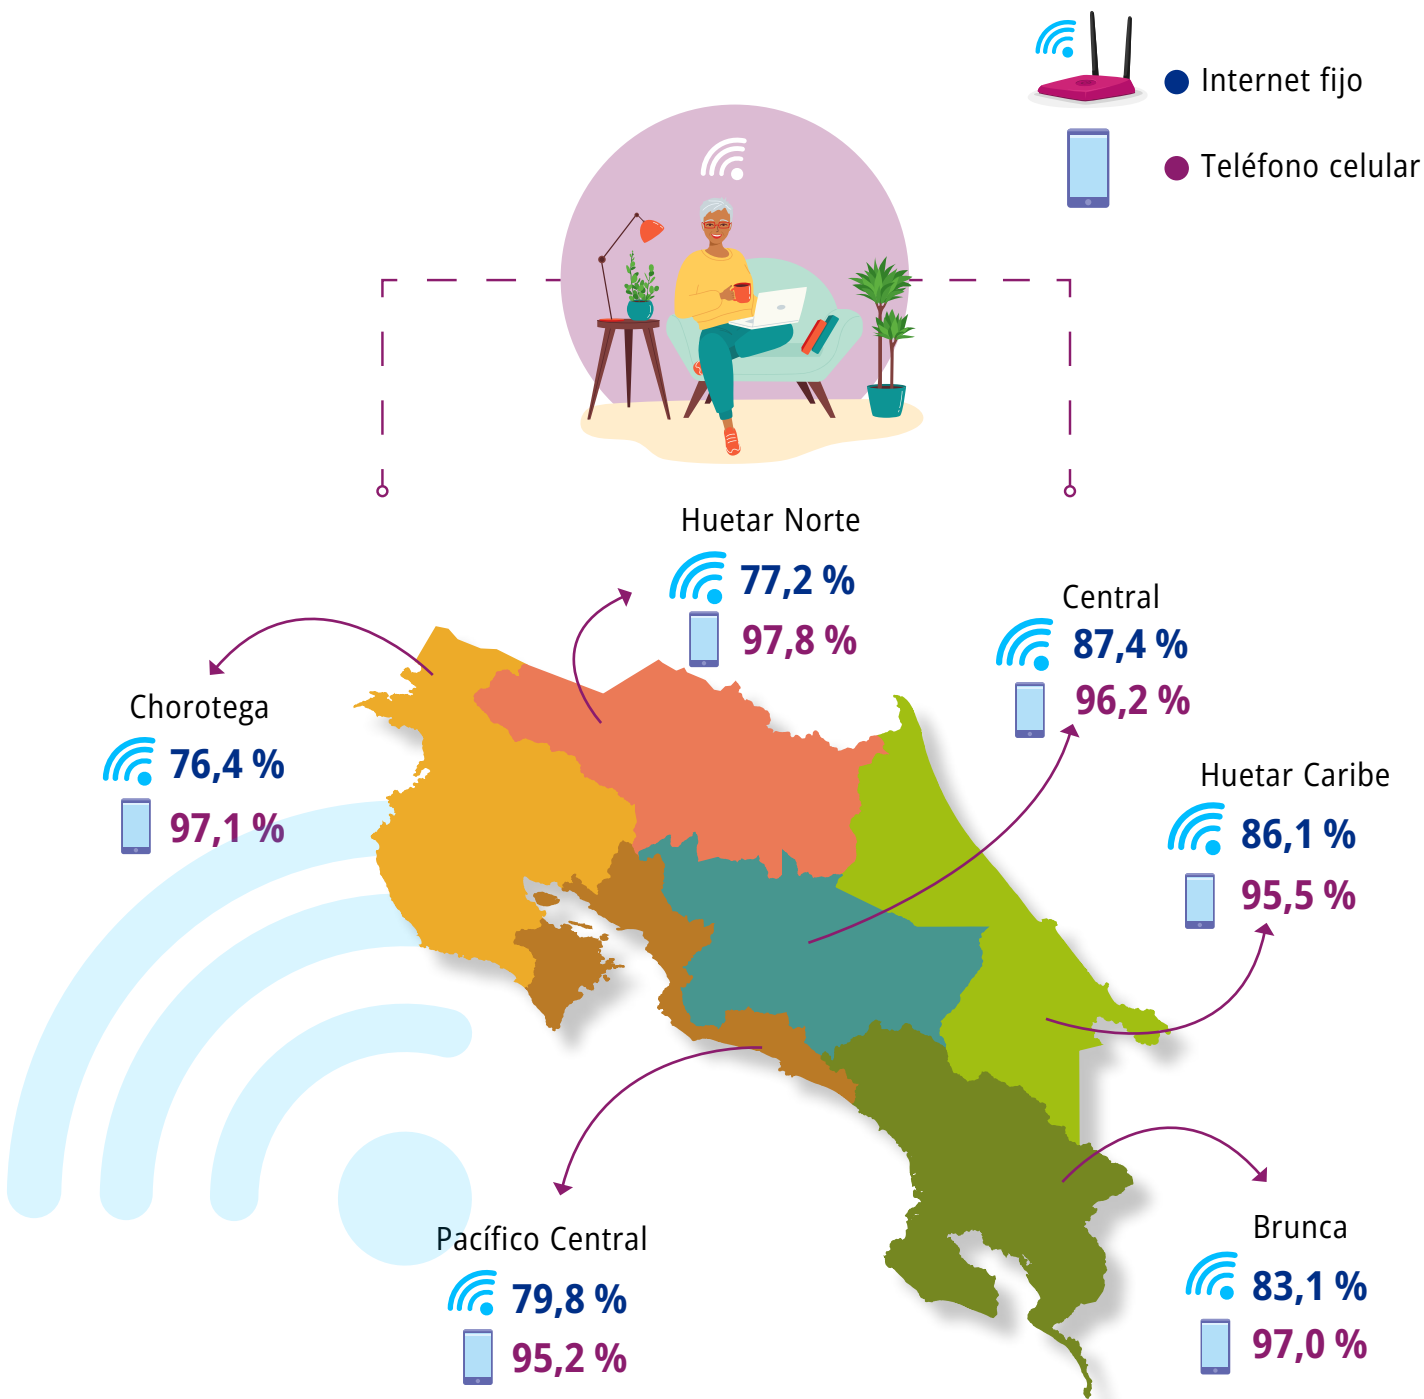 Internet fijo
Teléfono celular
Huetar Norte
77,2 %
97,8 %
Central
87,4 %
96,2 %
Chorotega
76,4 %
97,1 %
Huetar Caribe
86,1 %
95,5 %
Pacífico Central
79,8 %
95,2 %
Brunca
83,1 %
97,0 %